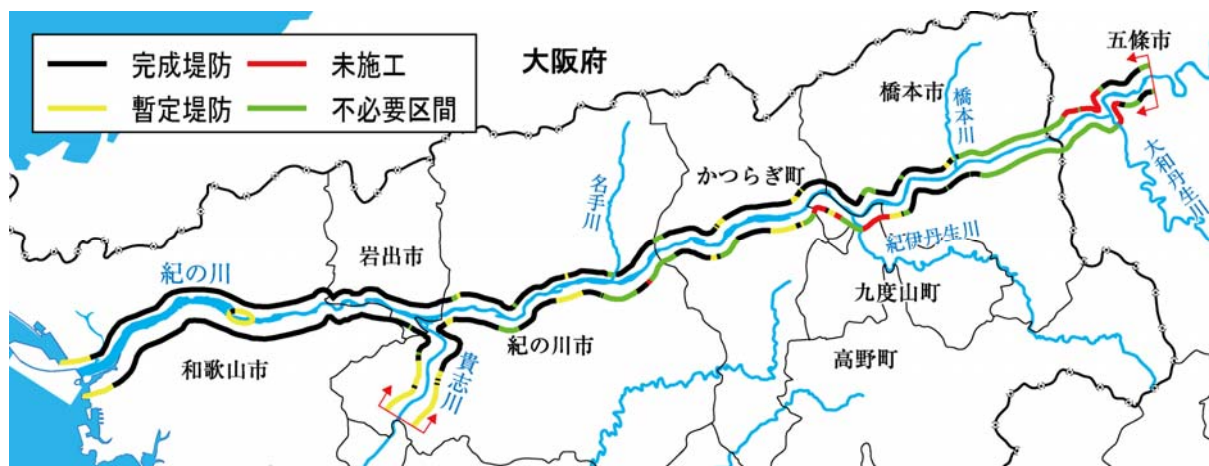 完成堤防
未施工
暫定堤防
不必要区間
大阪府
五條市
橋本市
橋本川
大和丹生川
かつらぎ町
名手川
紀伊丹生川
岩出市
紀の川
九度山町
紀の川市
高野町
和歌山市
貴志川